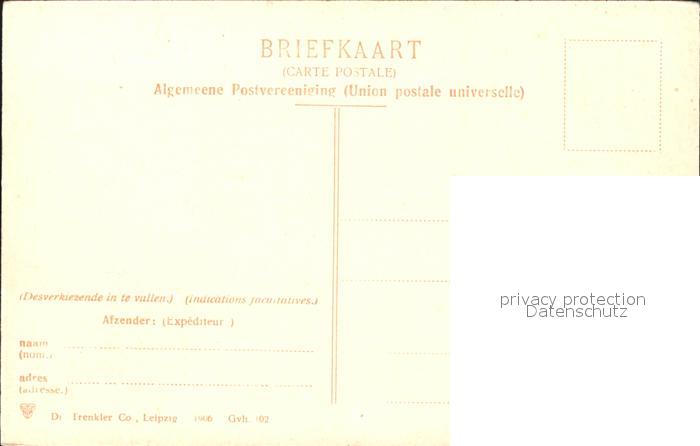 BRIEFKAART
(CARTE POSTALE)
Algemeene Postvereeniging (Union postale universelle)
privacy protection
Datenschutz
(Desverkiezende in te vullen.) (indications facultatives.)
Afzender: (Expéditeur)
naam
(nom.)
adres
(adresse.)
Dr Trenkler Co., Leipzig 1906 Gvh.